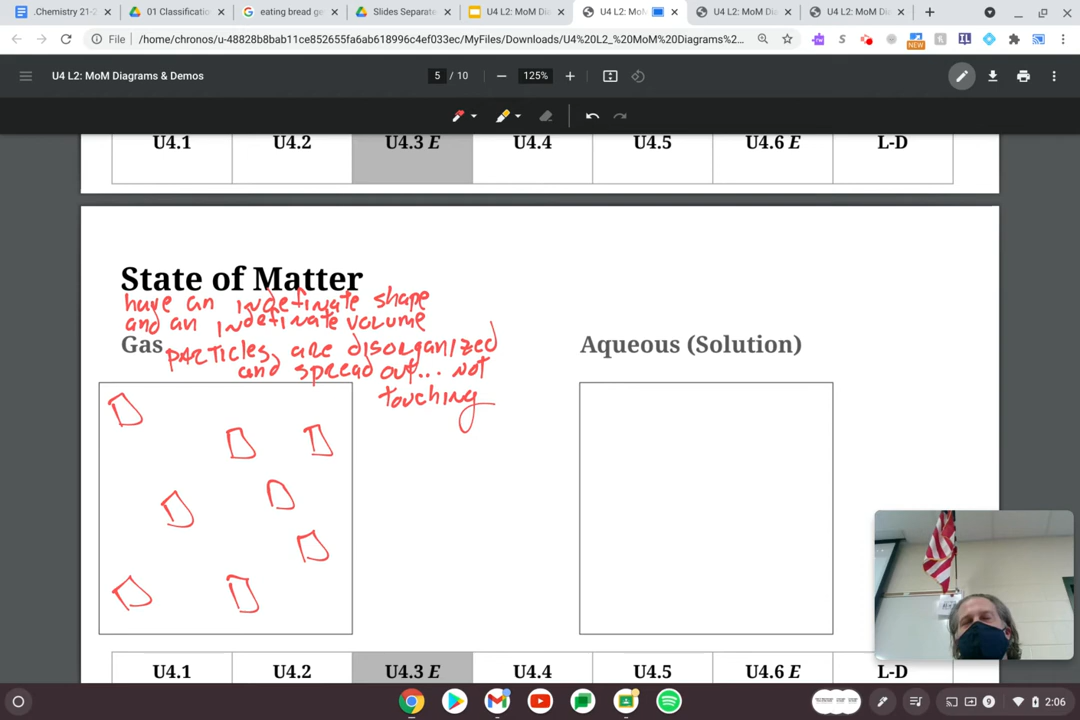 .Chemistry 21-2
01 Classificatio
eating bread ge
Slides Separate
U4 L2: MoM Dia
U4 L2: MoM
U4 L2: MoM Di
U4 L2: MoM Di
File /home/chronos/u-48828b8bab11ce852655fa6ab618996c4ef033ec/MyFiles/Downloads/U4%20L2_%20MoM%20Diagrams%...
NEW
U4 L2: MoM Diagrams & Demos
5 / 10
125%
U4.1 U4.2 U4.3 E U4.4 U4.5 U4.6 E L-D
State of Matter
have an indefinate shape
and an indefinate volume
Gas
particles are disorganized
and spread out... not
touching
Aqueous (Solution)
U4.1 U4.2 U4.3 E U4.4 U4.5 U4.6 E L-D
9 2:06